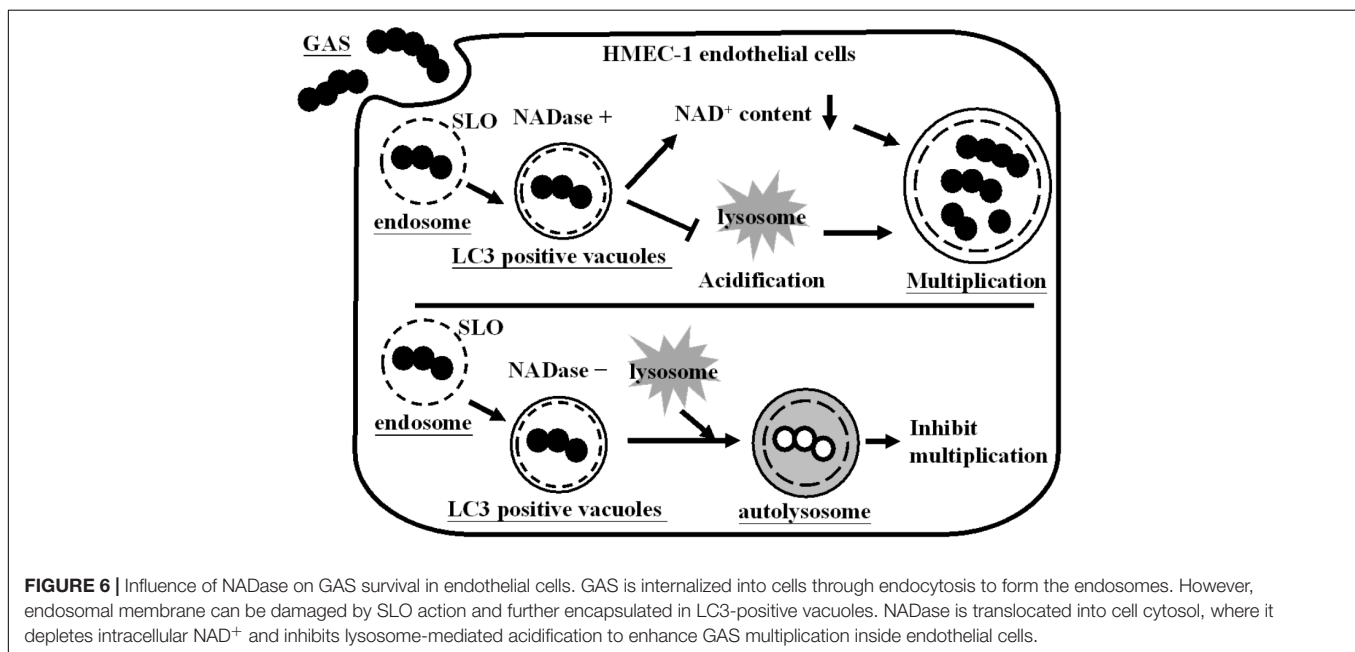 GAS
HMEC-1 endothelial cells
SLO
NADase +
NAD⁺ content
endosome
LC3 positive vacuoles
lysosome
Acidification
Multiplication
SLO
NADase −
lysosome
endosome
LC3 positive vacuoles
autolysosome
Inhibit
multiplication
FIGURE 6 | Influence of NADase on GAS survival in endothelial cells. GAS is internalized into cells through endocytosis to form the endosomes. However,
endosomal membrane can be damaged by SLO action and further encapsulated in LC3-positive vacuoles. NADase is translocated into cell cytosol, where it
depletes intracellular NAD⁺ and inhibits lysosome-mediated acidification to enhance GAS multiplication inside endothelial cells.